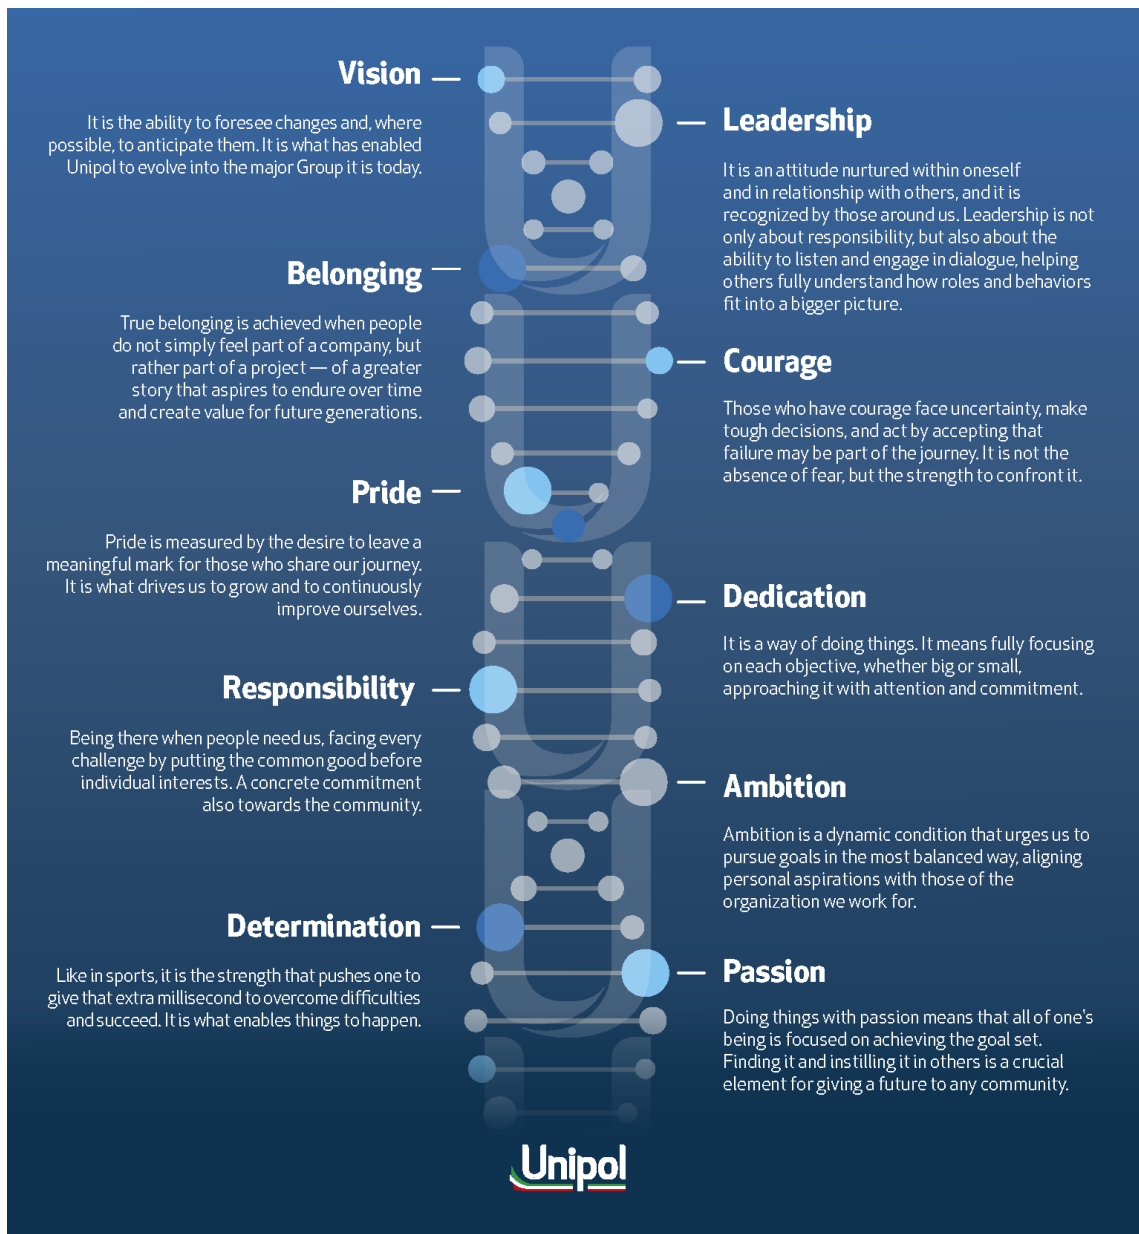 Vision
It is the ability to foresee changes and, where
possible, to anticipate them. It is what has enabled
Unipol to evolve into the major Group it is today.
Leadership
It is an attitude nurtured within oneself
and in relationship with others, and it is
recognized by those around us. Leadership is not
only about responsibility, but also about the
ability to listen and engage in dialogue, helping
others fully understand how roles and behaviors
fit into a bigger picture.
Belonging
True belonging is achieved when people
do not simply feel part of a company, but
rather part of a project — of a greater
story that aspires to endure over time
and create value for future generations.
Courage
Those who have courage face uncertainty, make
tough decisions, and act by accepting that
failure may be part of the journey. It is not the
absence of fear, but the strength to confront it.
Pride
Pride is measured by the desire to leave a
meaningful mark for those who share our journey.
It is what drives us to grow and to continuously
improve ourselves.
Dedication
It is a way of doing things. It means fully focusing
on each objective, whether big or small,
approaching it with attention and commitment.
Responsibility
Being there when people need us, facing every
challenge by putting the common good before
individual interests. A concrete commitment
also towards the community.
Ambition
Ambition is a dynamic condition that urges us to
pursue goals in the most balanced way, aligning
personal aspirations with those of the
organization we work for.
Determination
Like in sports, it is the strength that pushes one to
give that extra millisecond to overcome difficulties
and succeed. It is what enables things to happen.
Passion
Doing things with passion means that all of one's
being is focused on achieving the goal set.
Finding it and instilling it in others is a crucial
element for giving a future to any community.
Unipol